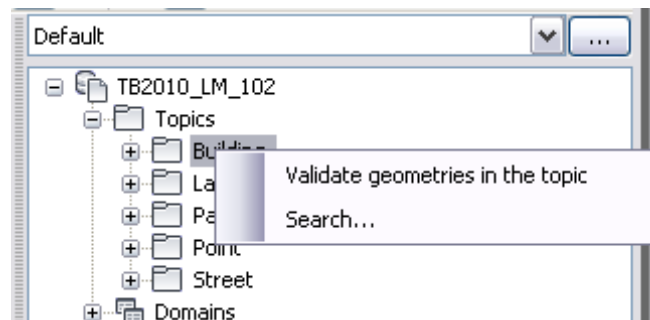 Default
...
TB2010_LM_102
Topics
Validate geometries in the topic
Search...
Point
Street
Domains